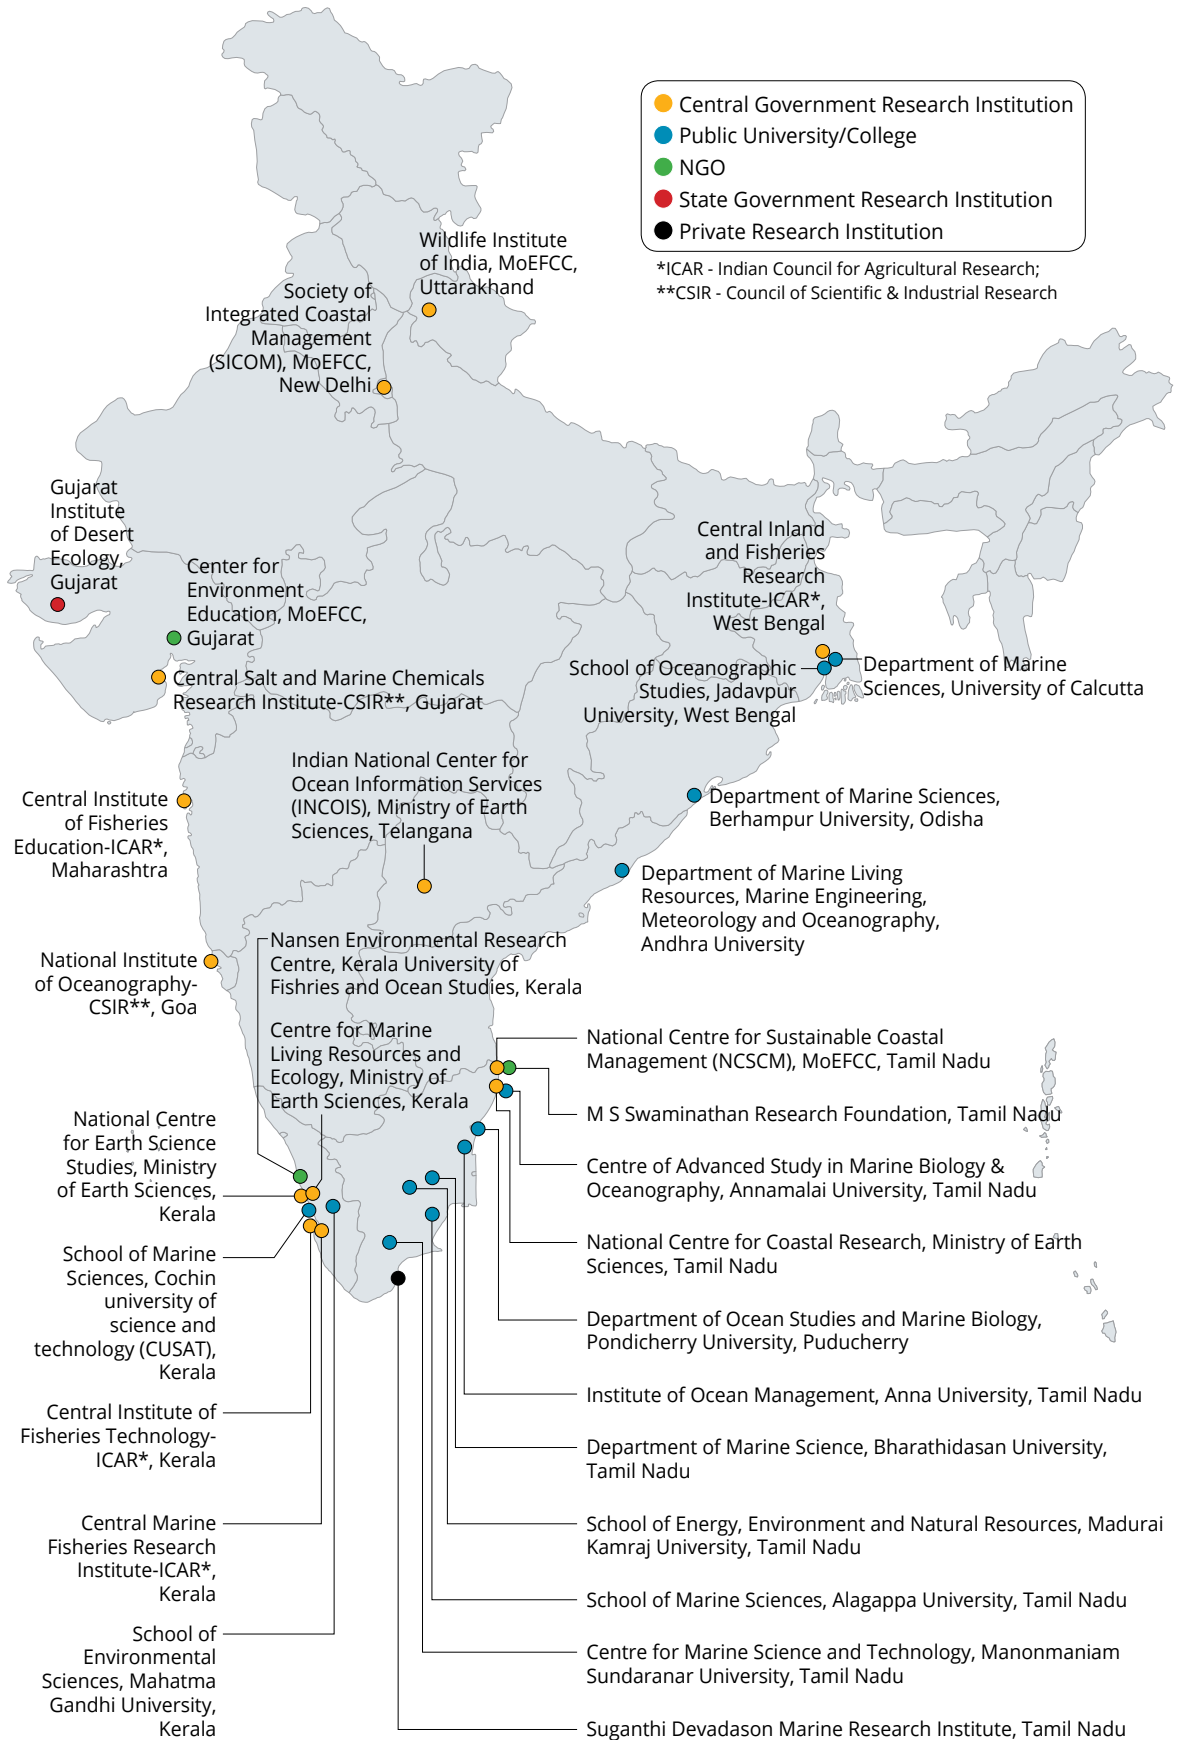 Central Government Research Institution
Public University/College
NGO
State Government Research Institution
Private Research Institution
*ICAR - Indian Council for Agricultural Research;
**CSIR - Council of Scientific & Industrial Research
Wildlife Institute
of India, MoEFCC,
Uttarakhand
Society of
Integrated Coastal
Management
(SICOM), MoEFCC,
New Delhi
Gujarat
Institute
of Desert
Ecology,
Gujarat
Center for
Environment
Education, MoEFCC,
Gujarat
Central Inland
and Fisheries
Research
Institute-ICAR*,
West Bengal
Central Salt and Marine Chemicals
Research Institute-CSIR**, Gujarat
School of Oceanographic
Studies, Jadavpur
University, West Bengal
Department of Marine
Sciences, University of Calcutta
Indian National Center for
Ocean Information Services
(INCOIS), Ministry of Earth
Sciences, Telangana
Central Institute
of Fisheries
Education-ICAR*,
Maharashtra
Department of Marine Sciences,
Berhampur University, Odisha
Department of Marine Living
Resources, Marine Engineering,
Meteorology and Oceanography,
Andhra University
National Institute
of Oceanography-
CSIR**, Goa
Nansen Environmental Research
Centre, Kerala University of
Fishries and Ocean Studies, Kerala
Centre for Marine
Living Resources and
Ecology, Ministry of
Earth Sciences, Kerala
National Centre for Sustainable Coastal
Management (NCSCM), MoEFCC, Tamil Nadu
M S Swaminathan Research Foundation, Tamil Nadu
National Centre
for Earth Science
Studies, Ministry
of Earth Sciences,
Kerala
Centre of Advanced Study in Marine Biology &
Oceanography, Annamalai University, Tamil Nadu
National Centre for Coastal Research, Ministry of Earth
Sciences, Tamil Nadu
School of Marine
Sciences, Cochin
university of
science and
technology (CUSAT),
Kerala
Department of Ocean Studies and Marine Biology,
Pondicherry University, Puducherry
Institute of Ocean Management, Anna University, Tamil Nadu
Central Institute of
Fisheries Technology-
ICAR*, Kerala
Department of Marine Science, Bharathidasan University,
Tamil Nadu
Central Marine
Fisheries Research
Institute-ICAR*,
Kerala
School of Energy, Environment and Natural Resources, Madurai
Kamraj University, Tamil Nadu
School of Marine Sciences, Alagappa University, Tamil Nadu
School of
Environmental
Sciences, Mahatma
Gandhi University,
Kerala
Centre for Marine Science and Technology, Manonmaniam
Sundaranar University, Tamil Nadu
Suganthi Devadason Marine Research Institute, Tamil Nadu